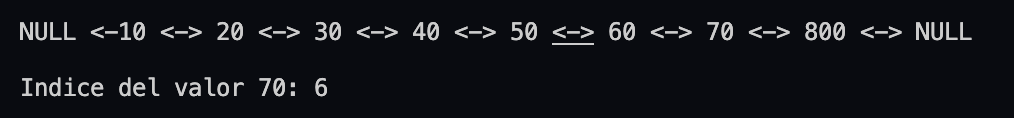 NULL <-10 <-> 20 <-> 30 <-> 40 <-> 50 <-> 60 <-> 70 <-> 800 <-> NULL
Indice del valor 70: 6